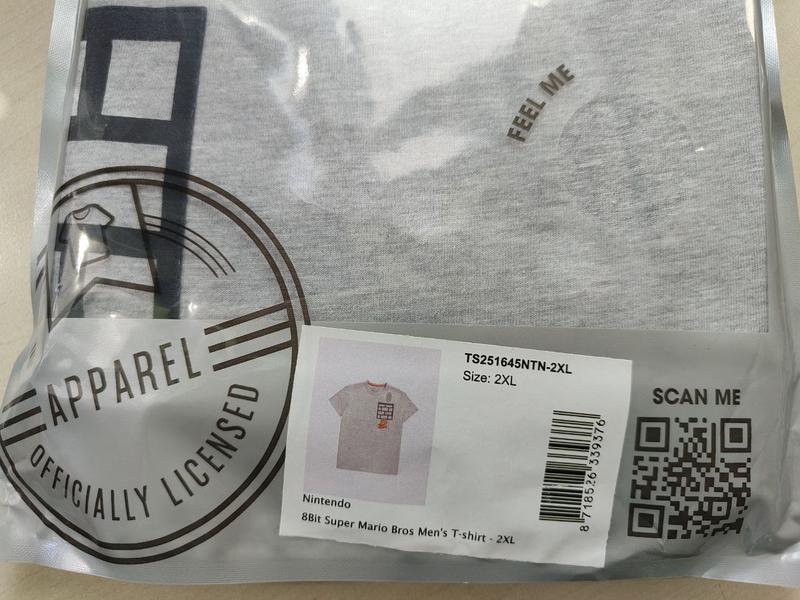 FEEL ME
APPAREL
OFFICIALLY LICENSED
TS251645NTN-2XL
Size: 2XL
Nintendo
8Bit Super Mario Bros Men's T-shirt - 2XL
8 718526 339376
SCAN ME